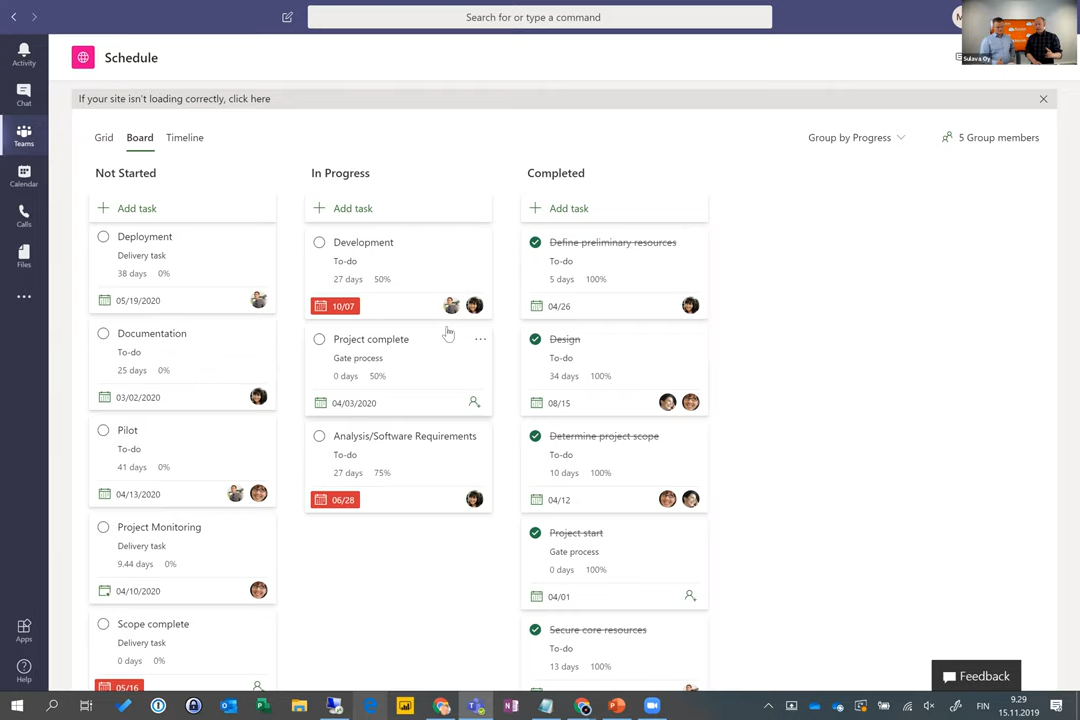 Search for or type a command
Sulava Oy
Activity
Chat
Teams
Calendar
Calls
Files
Apps
Help
Schedule
If your site isn't loading correctly, click here
Grid
Board
Timeline
Group by Progress
5 Group members
Not Started
Add task
Deployment
Delivery task
38 days 0%
05/19/2020
Documentation
To-do
25 days 0%
03/02/2020
Pilot
To-do
41 days 0%
04/13/2020
Project Monitoring
Delivery task
9.44 days 0%
04/10/2020
Scope complete
Delivery task
0 days 0%
05/16
In Progress
Add task
Development
To-do
27 days 50%
10/07
Project complete
Gate process
0 days 50%
04/03/2020
Analysis/Software Requirements
To-do
27 days 75%
06/28
Completed
Add task
Define preliminary resources
To-do
5 days 100%
04/26
Design
To-do
34 days 100%
08/15
Determine project scope
To-do
10 days 100%
04/12
Project start
Gate process
0 days 100%
04/01
Secure core resources
To-do
13 days 100%
Feedback
FIN
9.29
15.11.2019